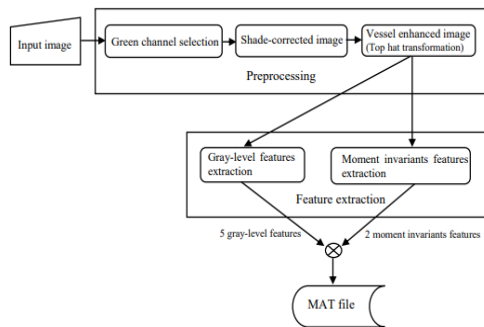 Input image
Green channel selection
Shade-corrected image
Vessel enhanced image
(Top hat transformation)
Preprocessing
Gray-level features
extraction
Moment invariants features
extraction
Feature extraction
5 gray-level features
2 moment invariants features
MAT file